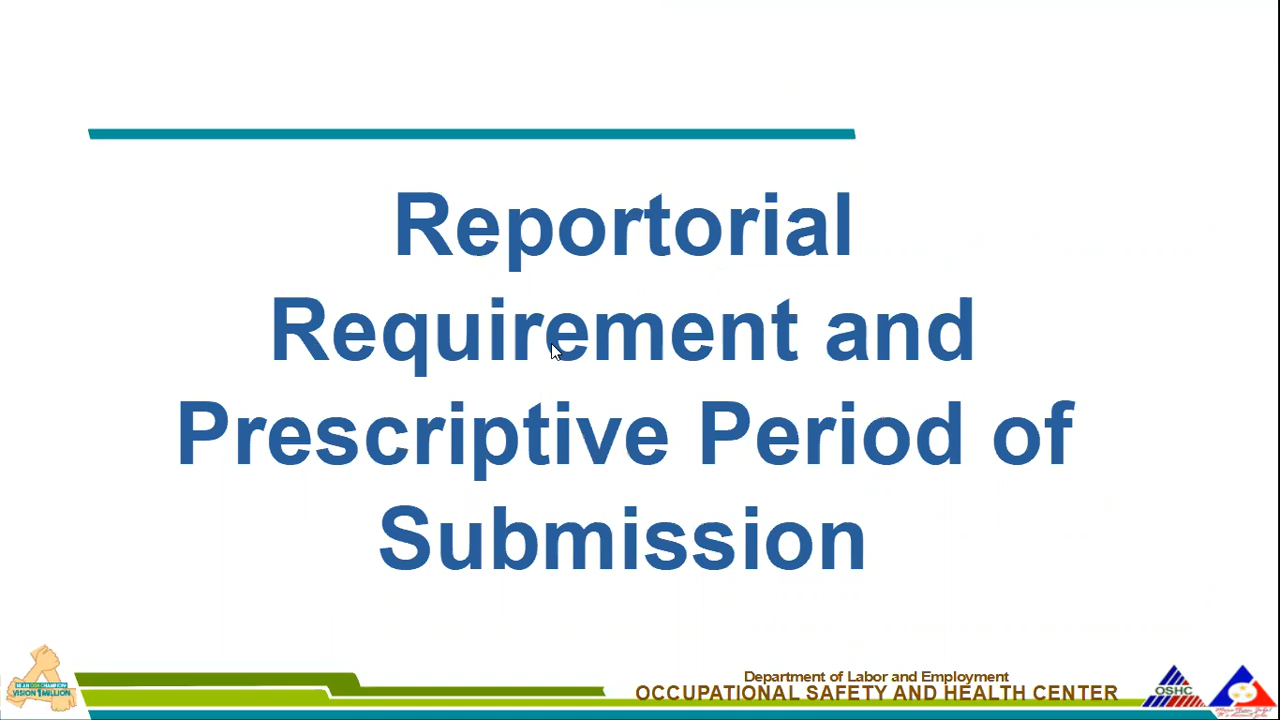 Reportorial
Requirement and
Prescriptive Period of
Submission
VISION 1 MILLION
Department of Labor and Employment
OCCUPATIONAL SAFETY AND HEALTH CENTER
OSHC